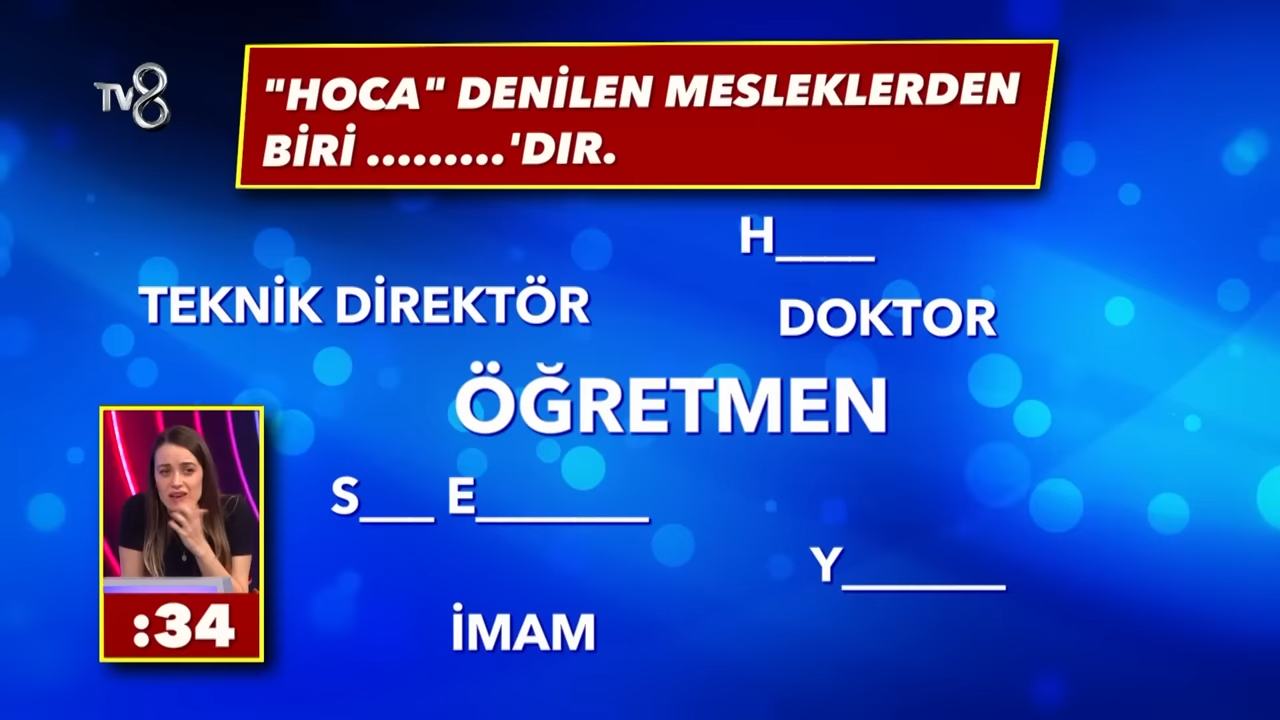 TV8
"HOCA" DENİLEN MESLEKLERDEN
BİRİ .........'DIR.
H____
TEKNİK DİREKTÖR
DOKTOR
ÖĞRETMEN
S___ E_______
Y_______
:34
İMAM